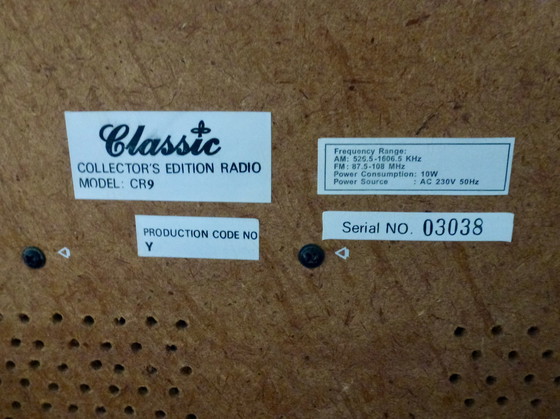 Classic
COLLECTOR'S EDITION RADIO
MODEL: CR9
Frequency Range:
AM: 526.5-1606.5 KHz
FM: 87.5-108 MHz
Power Consumption: 10W
Power Source : AC 230V 50Hz
PRODUCTION CODE NO
Y
Serial NO. 03038